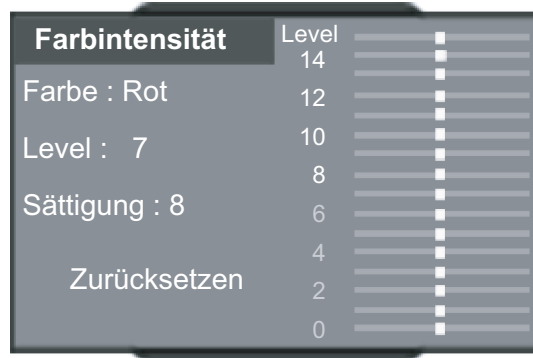 Farbintensität
Farbe : Rot
Level : 7
Sättigung : 8
Zurücksetzen
Level
14
12
10
8
6
4
2
0